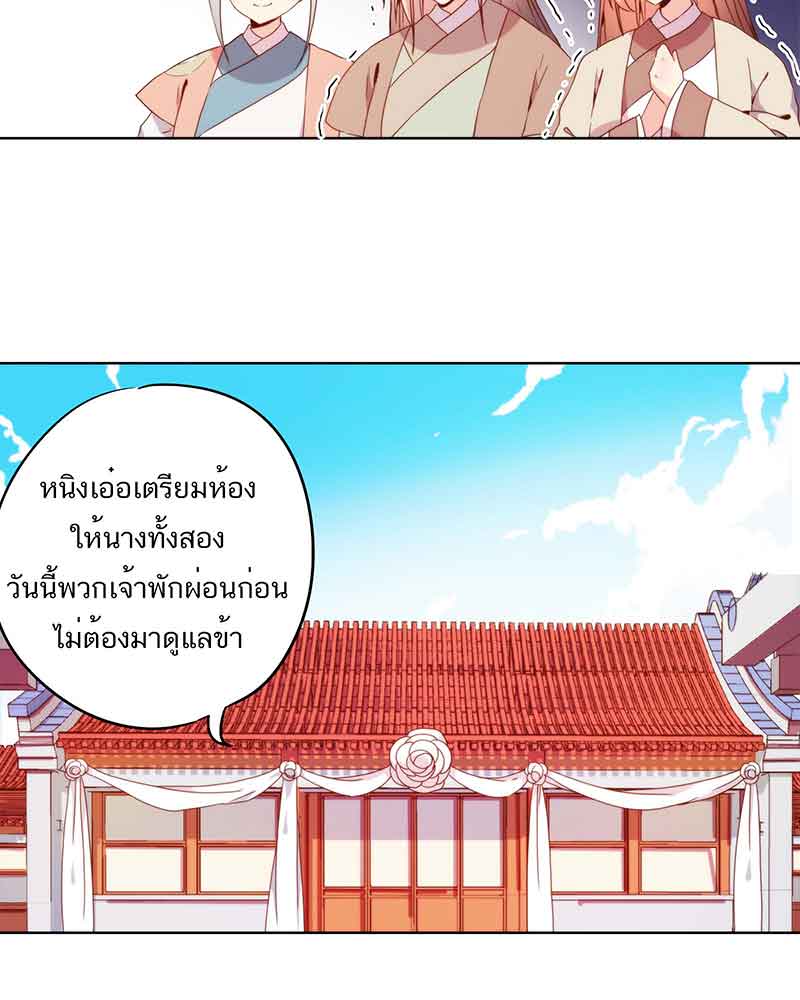 หนิงเอ๋อเตรียมห้อง
ให้นางทั้งสอง
วันนี้พวกเจ้าพักผ่อนก่อน
ไม่ต้องมาดูแลข้า